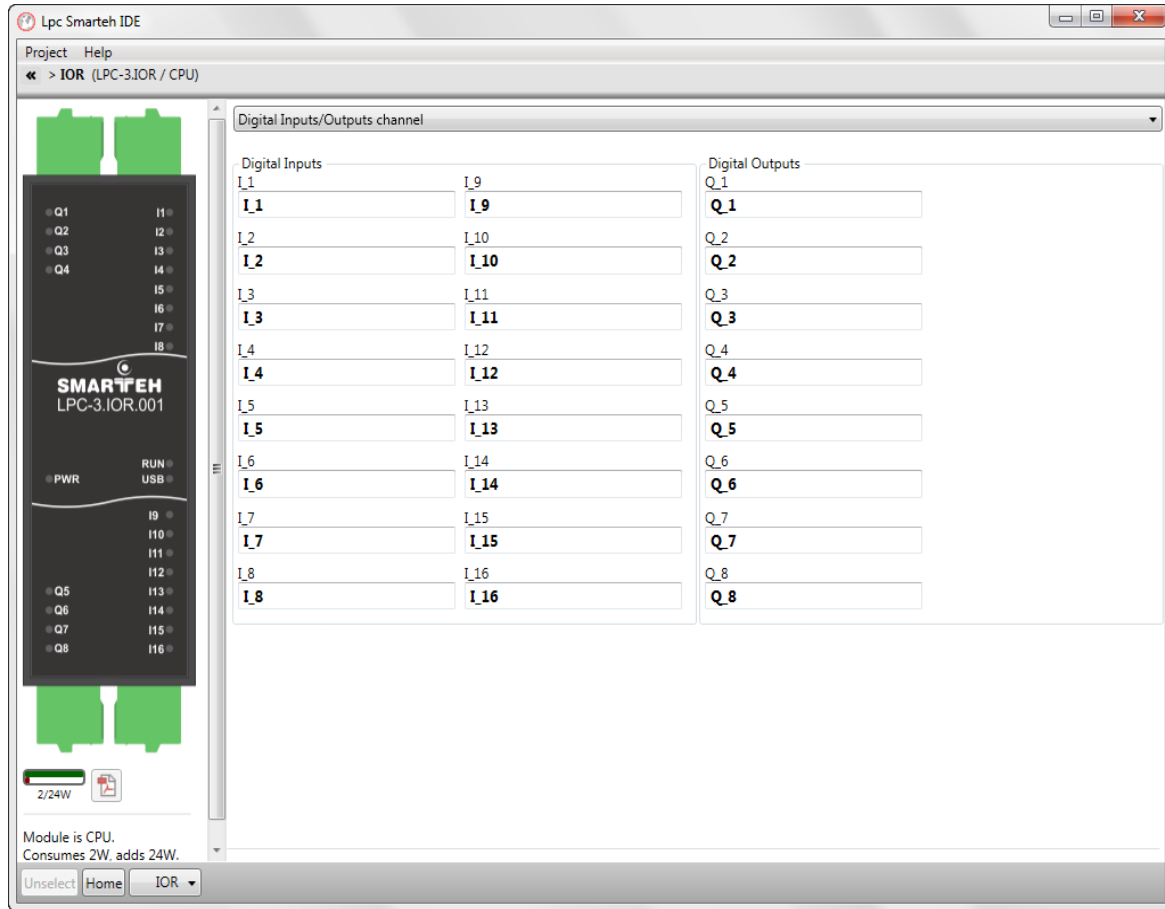 Lpc Smarteh IDE
Project Help
« > IOR (LPC-3.IOR / CPU)
Q1 I1
Q2 I2
Q3 I3
Q4 I4
I5
I6
I7
I8
SMARTEH
LPC-3.IOR.001
RUN
PWR USB
I9
I10
I11
I12
Q5 I13
Q6 I14
Q7 I15
Q8 I16
2/24W
Module is CPU.
Consumes 2W, adds 24W.
Digital Inputs/Outputs channel
Digital Inputs
I_1 I_9
I_1 I_9
I_2 I_10
I_2 I_10
I_3 I_11
I_3 I_11
I_4 I_12
I_4 I_12
I_5 I_13
I_5 I_13
I_6 I_14
I_6 I_14
I_7 I_15
I_7 I_15
I_8 I_16
I_8 I_16
Digital Outputs
Q_1
Q_1
Q_2
Q_2
Q_3
Q_3
Q_4
Q_4
Q_5
Q_5
Q_6
Q_6
Q_7
Q_7
Q_8
Q_8
Unselect Home IOR